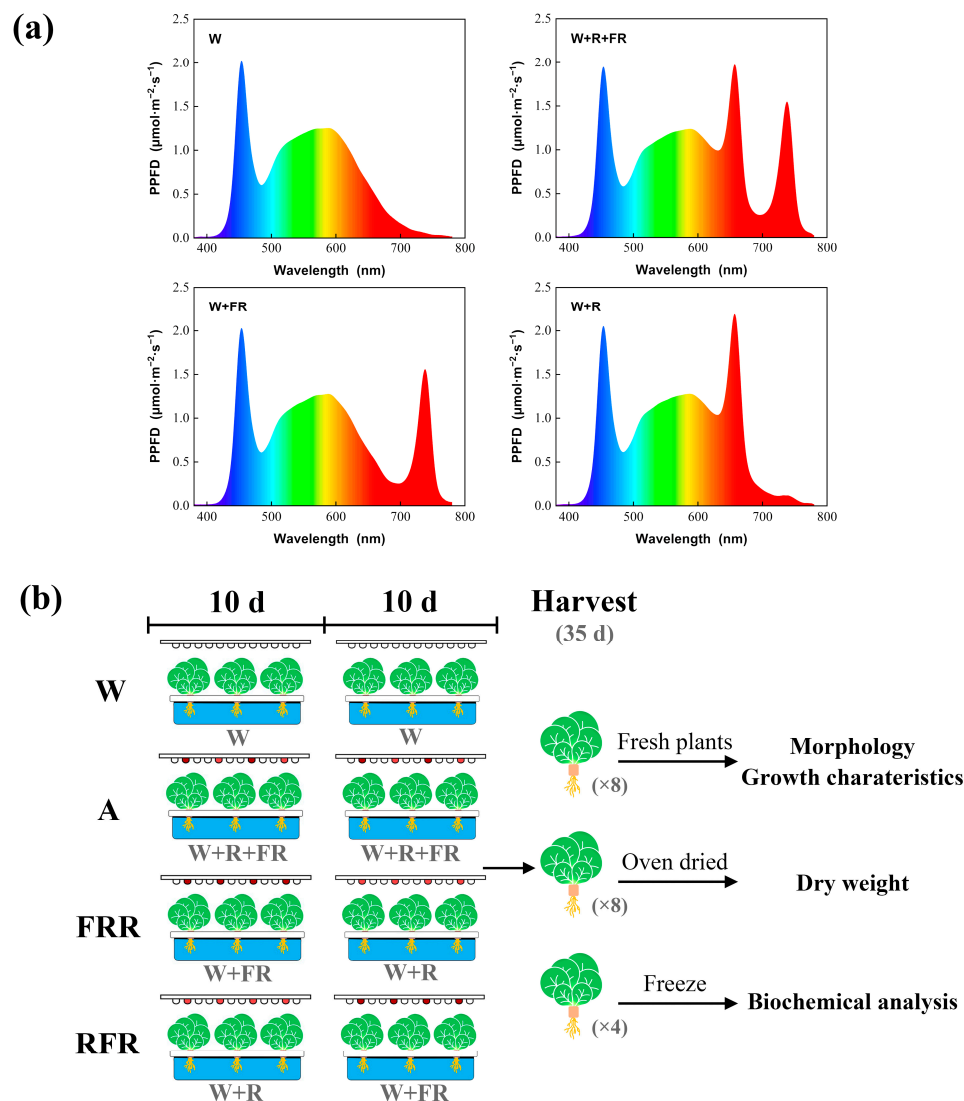 (a)
W
PPFD (μmol·m−2·s−1)
2.5
2.0
1.5
1.0
0.5
0.0
400 500 600 700 800
Wavelength (nm)
W+R+FR
PPFD (μmol·m−2·s−1)
2.5
2.0
1.5
1.0
0.5
0.0
400 500 600 700 800
Wavelength (nm)
W+FR
PPFD (μmol·m−2·s−1)
2.5
2.0
1.5
1.0
0.5
0.0
400 500 600 700 800
Wavelength (nm)
W+R
PPFD (μmol·m−2·s−1)
2.5
2.0
1.5
1.0
0.5
0.0
400 500 600 700 800
Wavelength (nm)
(b)
10 d 10 d Harvest
(35 d)
W
W W
A
W+R+FR W+R+FR
FRR
W+FR W+R
RFR
W+R W+FR
Fresh plants
(×8)
Morphology
Growth charateristics
Oven dried
(×8)
Dry weight
Freeze
(×4)
Biochemical analysis